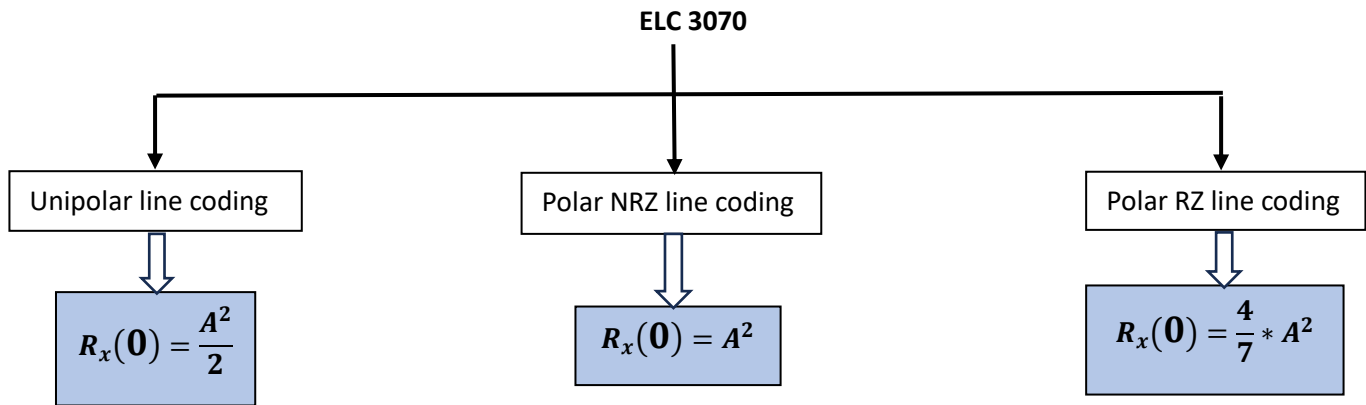 ELC 3070
Unipolar line coding
Polar NRZ line coding
Polar RZ line coding
R_x(0) = A^2/2
R_x(0) = A^2
R_x(0) = 4/7 * A^2